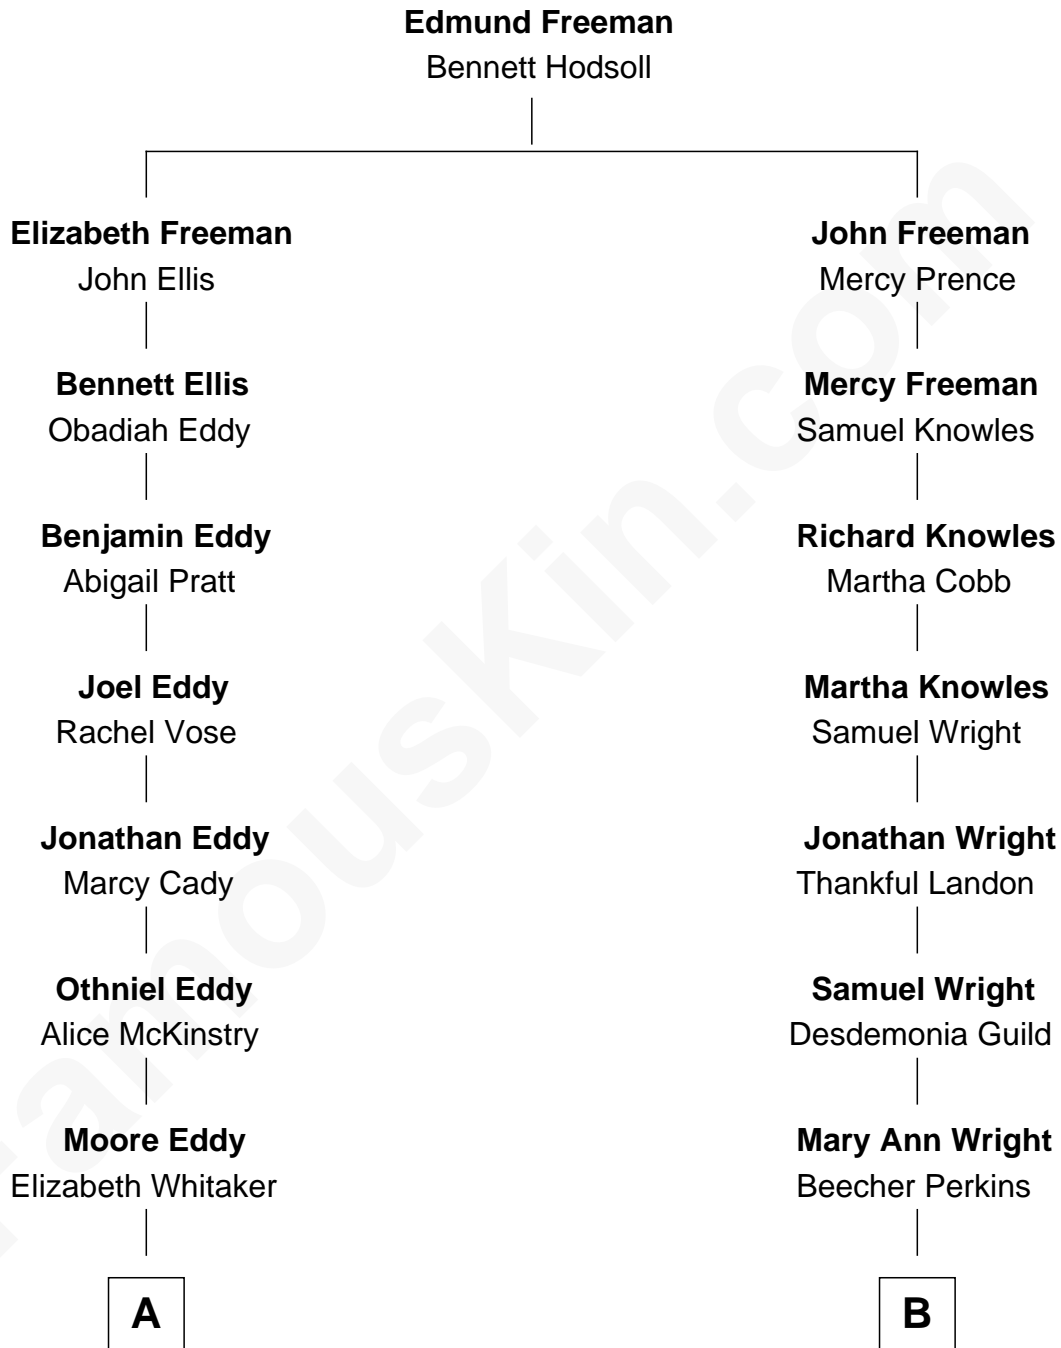 Edmund Freeman
Bennett Hodsoll
Elizabeth Freeman
John Ellis
Bennett Ellis
Obadiah Eddy
Benjamin Eddy
Abigail Pratt
Joel Eddy
Rachel Vose
Jonathan Eddy
Marcy Cady
Othniel Eddy
Alice McKinstry
Moore Eddy
Elizabeth Whitaker
A
John Freeman
Mercy Prence
Mercy Freeman
Samuel Knowles
Richard Knowles
Martha Cobb
Martha Knowles
Samuel Wright
Jonathan Wright
Thankful Landon
Samuel Wright
Desdemonia Guild
Mary Ann Wright
Beecher Perkins
B
FamousKin.com